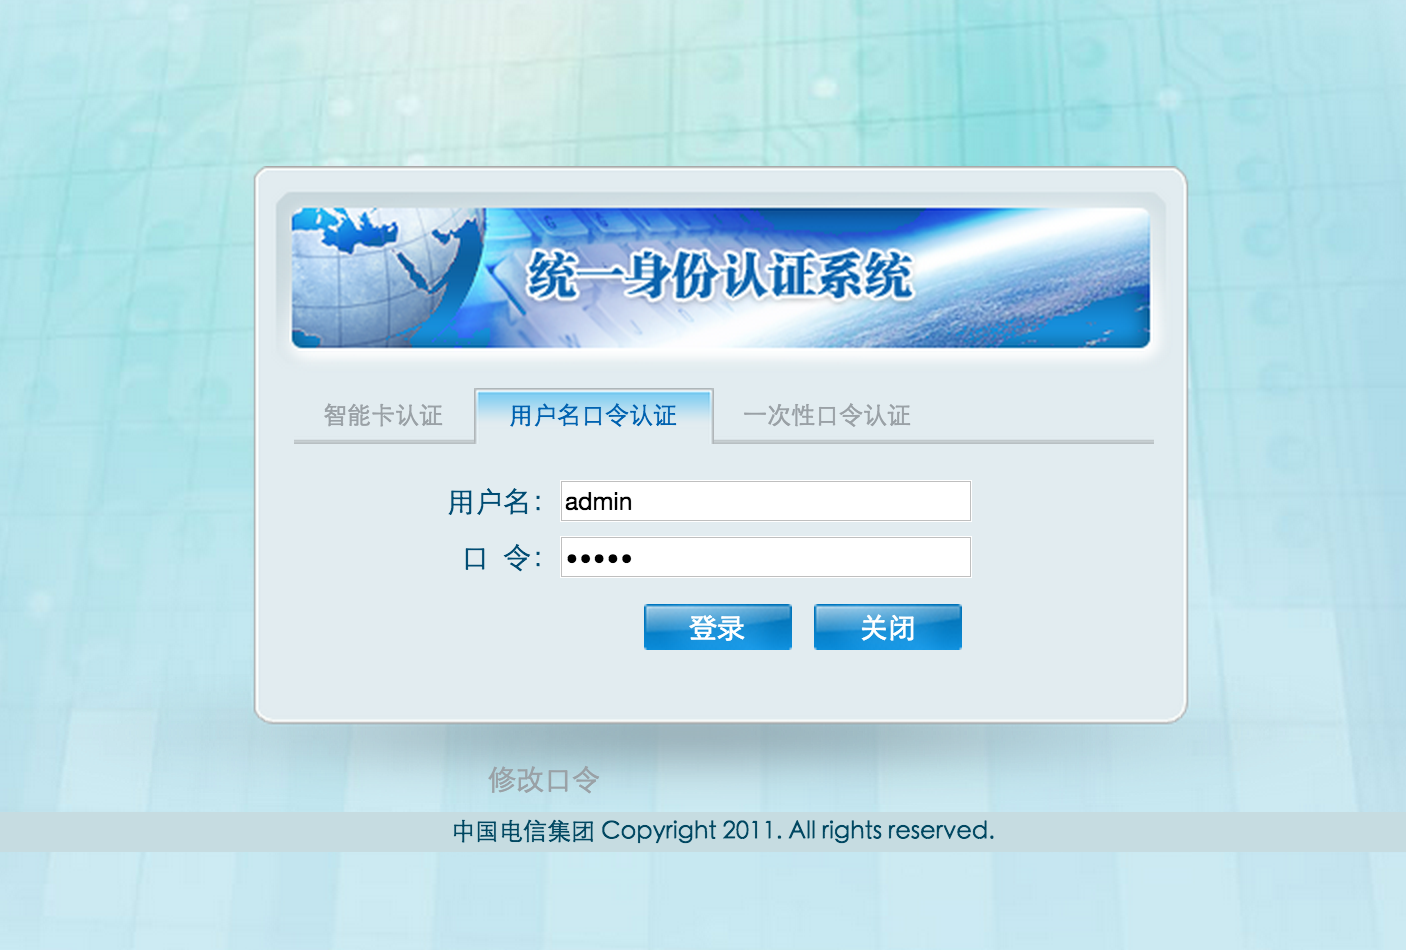 统一身份认证系统
智能卡认证 用户名口令认证 一次性口令认证
用户名： admin
口 令： •••••
登录 关闭
修改口令
中国电信集团 Copyright 2011. All rights reserved.